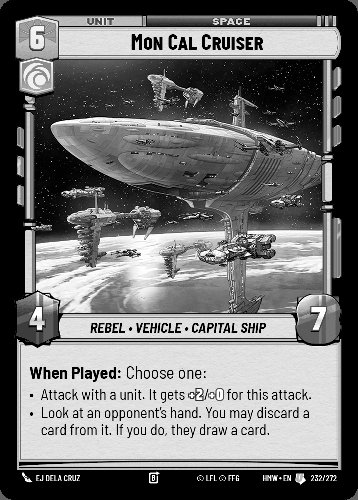 UNIT
SPACE
6
MON CAL CRUISER
4
7
REBEL • VEHICLE • CAPITAL SHIP
When Played: Choose one:
• Attack with a unit. It gets +2/+0 for this attack.
• Look at an opponent's hand. You may discard a
card from it. If you do, they draw a card.
EJ DELA CRUZ
© LFL © FFG
HMW • EN
232/272